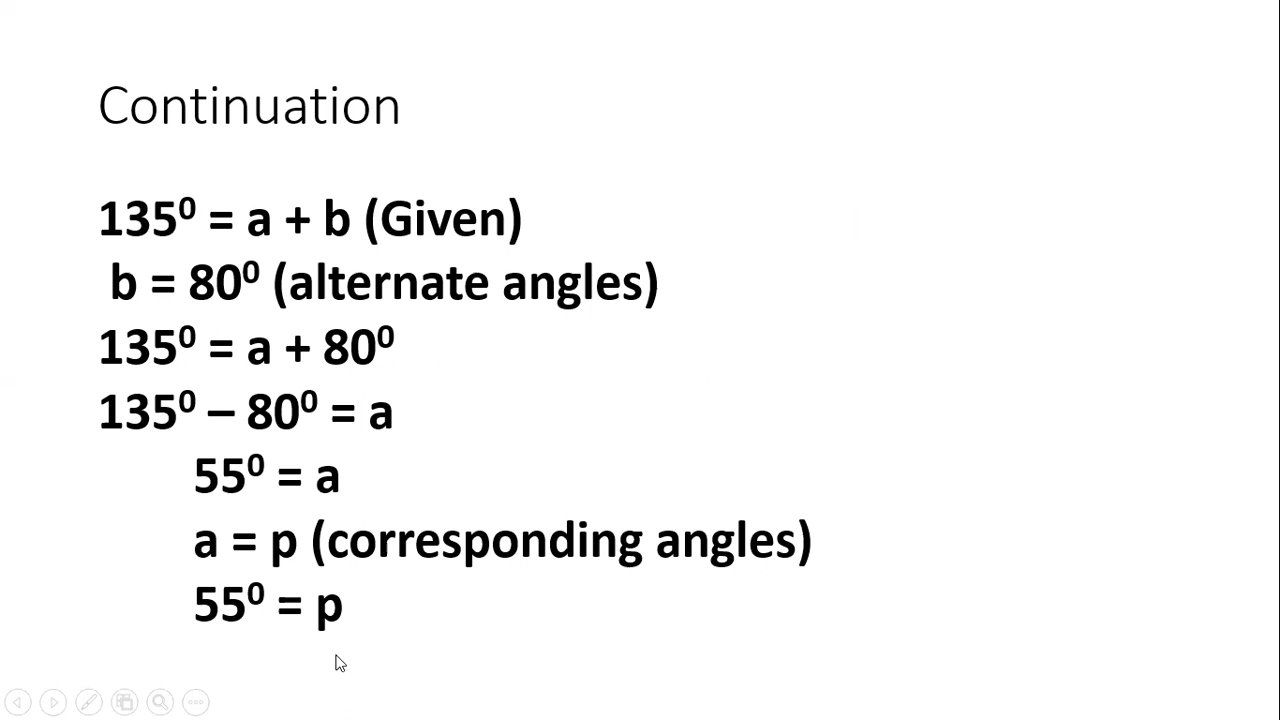 Continuation
135⁰ = a + b (Given)
b = 80⁰ (alternate angles)
135⁰ = a + 80⁰
135⁰ – 80⁰ = a
55⁰ = a
a = p (corresponding angles)
55⁰ = p